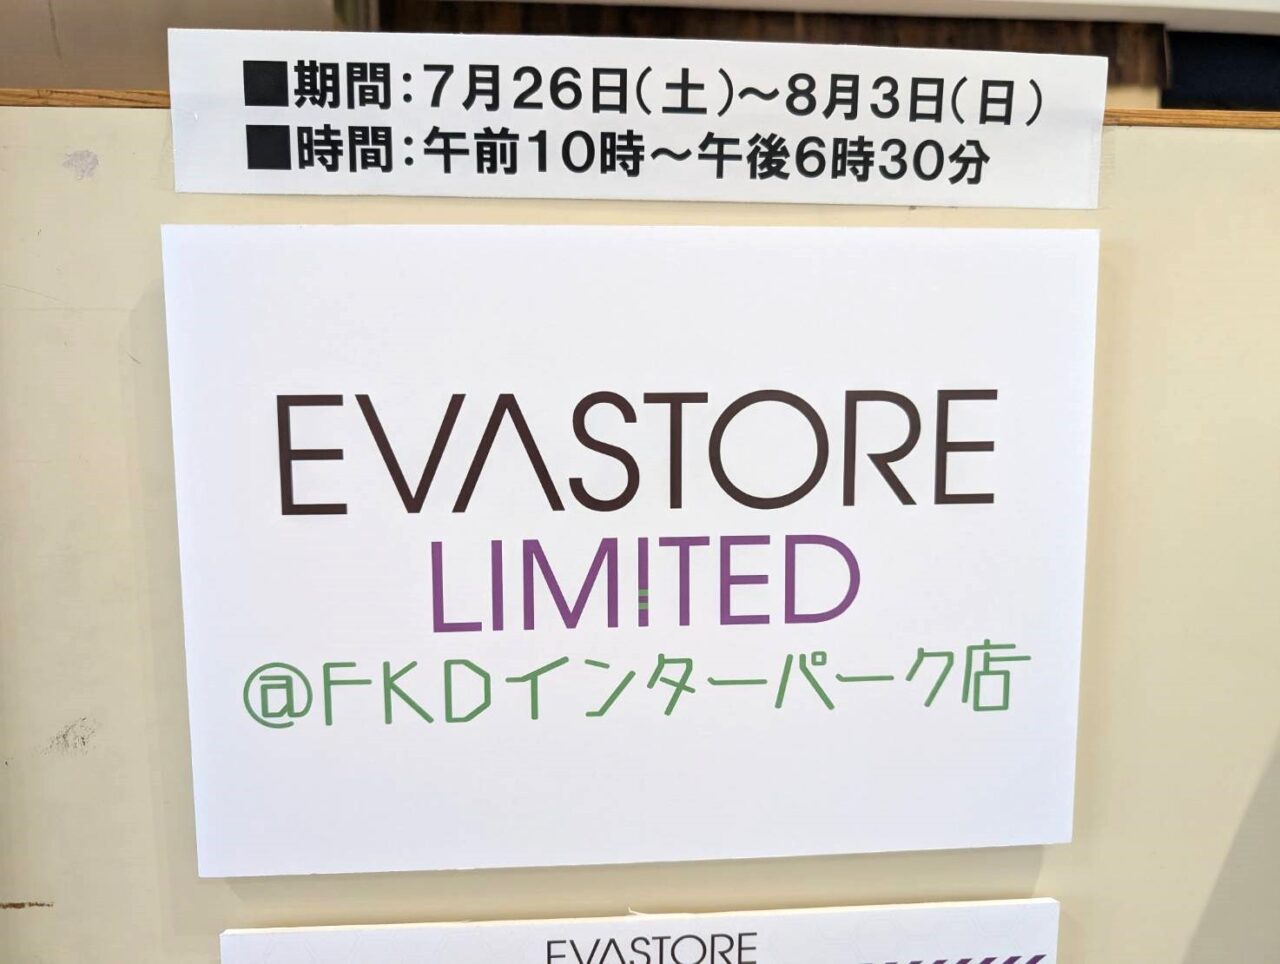 ■期間：7月26日（土）～8月3日（日）
■時間：午前10時～午後6時30分
EVASTORE
LIMITED
@FKDインターパーク店
EVASTORE